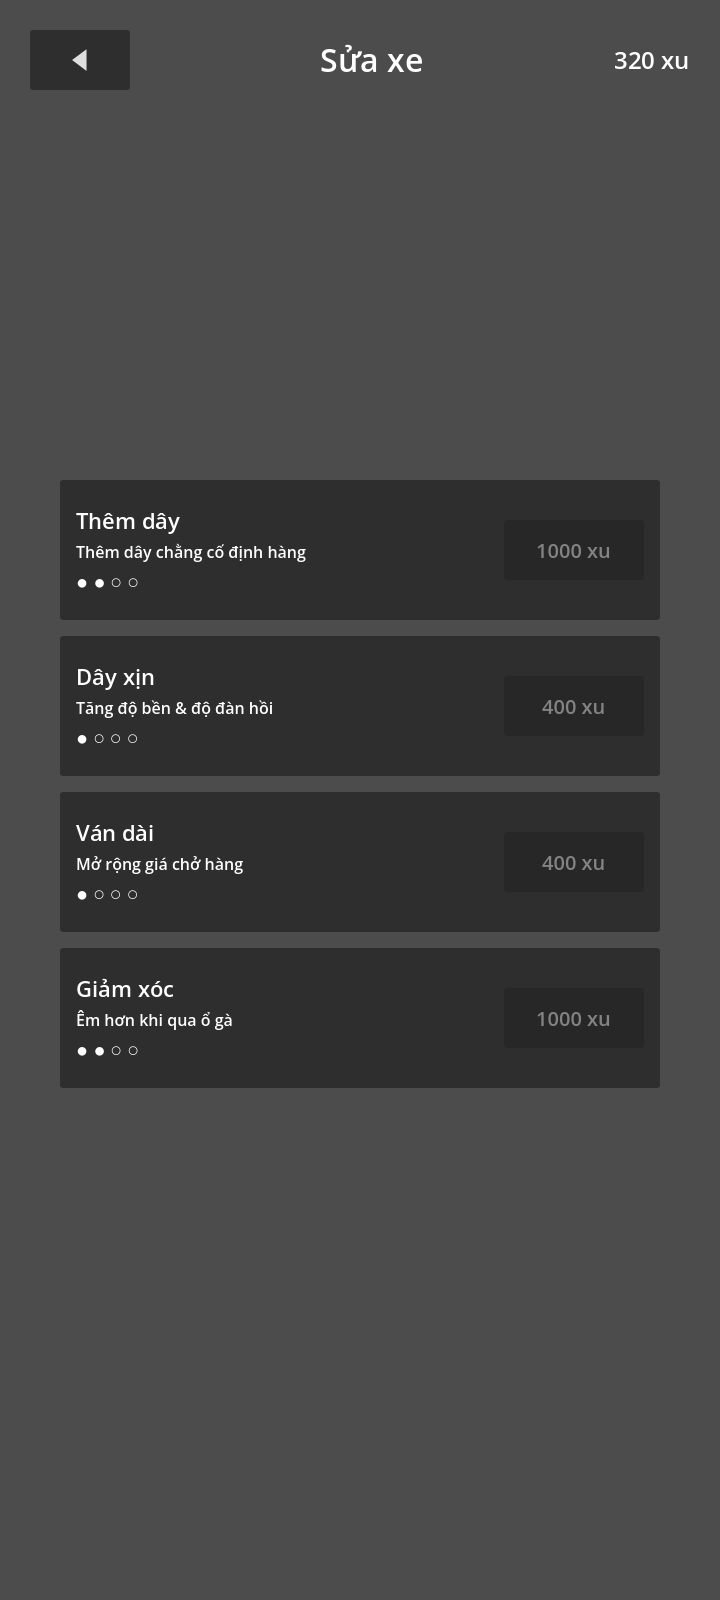 Sửa xe
320 xu
Thêm dây
Thêm dây chằng cố định hàng
1000 xu
Dây xịn
Tăng độ bền & độ đàn hồi
400 xu
Ván dài
Mở rộng giá chở hàng
400 xu
Giảm xóc
Êm hơn khi qua ổ gà
1000 xu